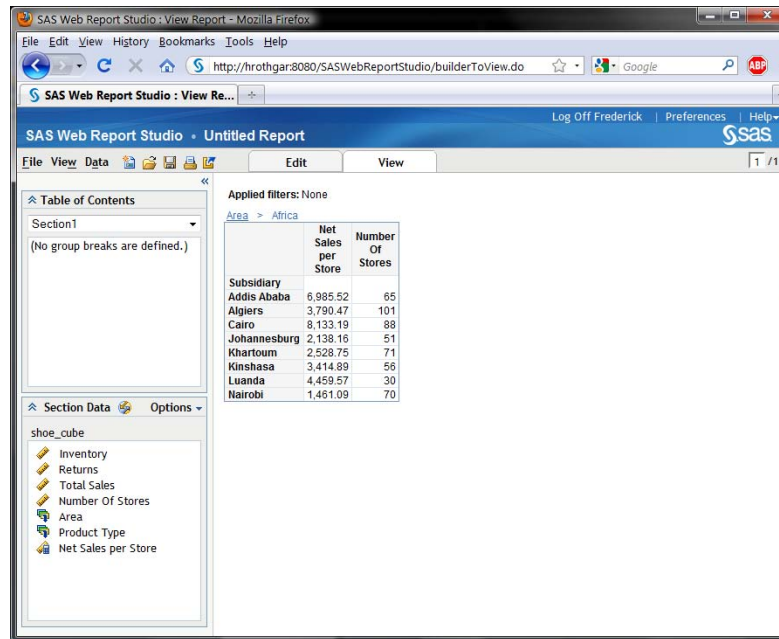 SAS Web Report Studio : View Report - Mozilla Firefox
File Edit View History Bookmarks Tools Help
http://hrothgar:8080/SASWebReportStudio/builderToView.do
Google
ABP
SAS Web Report Studio : View Re...
Log Off Frederick | Preferences | Help
SAS Web Report Studio • Untitled Report
sas
File View Data
Edit View
1 /1
«
Table of Contents
Section1
(No group breaks are defined.)
Section Data Options
shoe_cube
Inventory
Returns
Total Sales
Number Of Stores
Area
Product Type
Net Sales per Store
Applied filters: None
Area > Africa
Net Sales per Store Number Of Stores
Subsidiary
Addis Ababa 6,985.52 65
Algiers 3,790.47 101
Cairo 8,133.19 88
Johannesburg 2,138.16 51
Khartoum 2,528.75 71
Kinshasa 3,414.89 56
Luanda 4,459.57 30
Nairobi 1,461.09 70